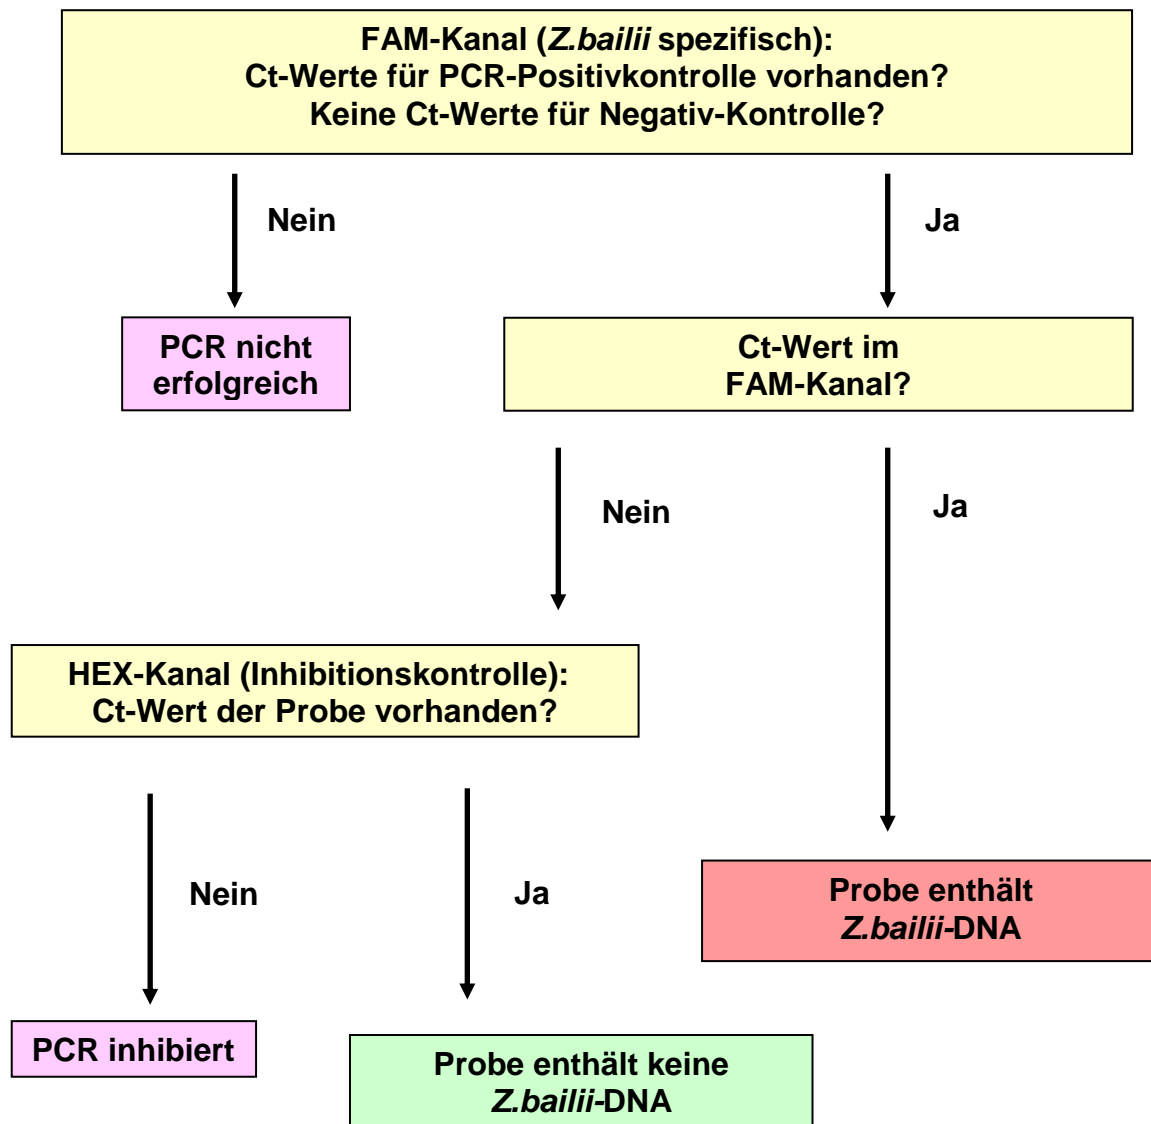 FAM-Kanal (Z.bailii spezifisch):
Ct-Werte für PCR-Positivkontrolle vorhanden?
Keine Ct-Werte für Negativ-Kontrolle?
Nein
Ja
PCR nicht
erfolgreich
Ct-Wert im
FAM-Kanal?
Nein
Ja
HEX-Kanal (Inhibitionskontrolle):
Ct-Wert der Probe vorhanden?
Nein
Ja
Probe enthält
Z.bailii-DNA
PCR inhibiert
Probe enthält keine
Z.bailii-DNA